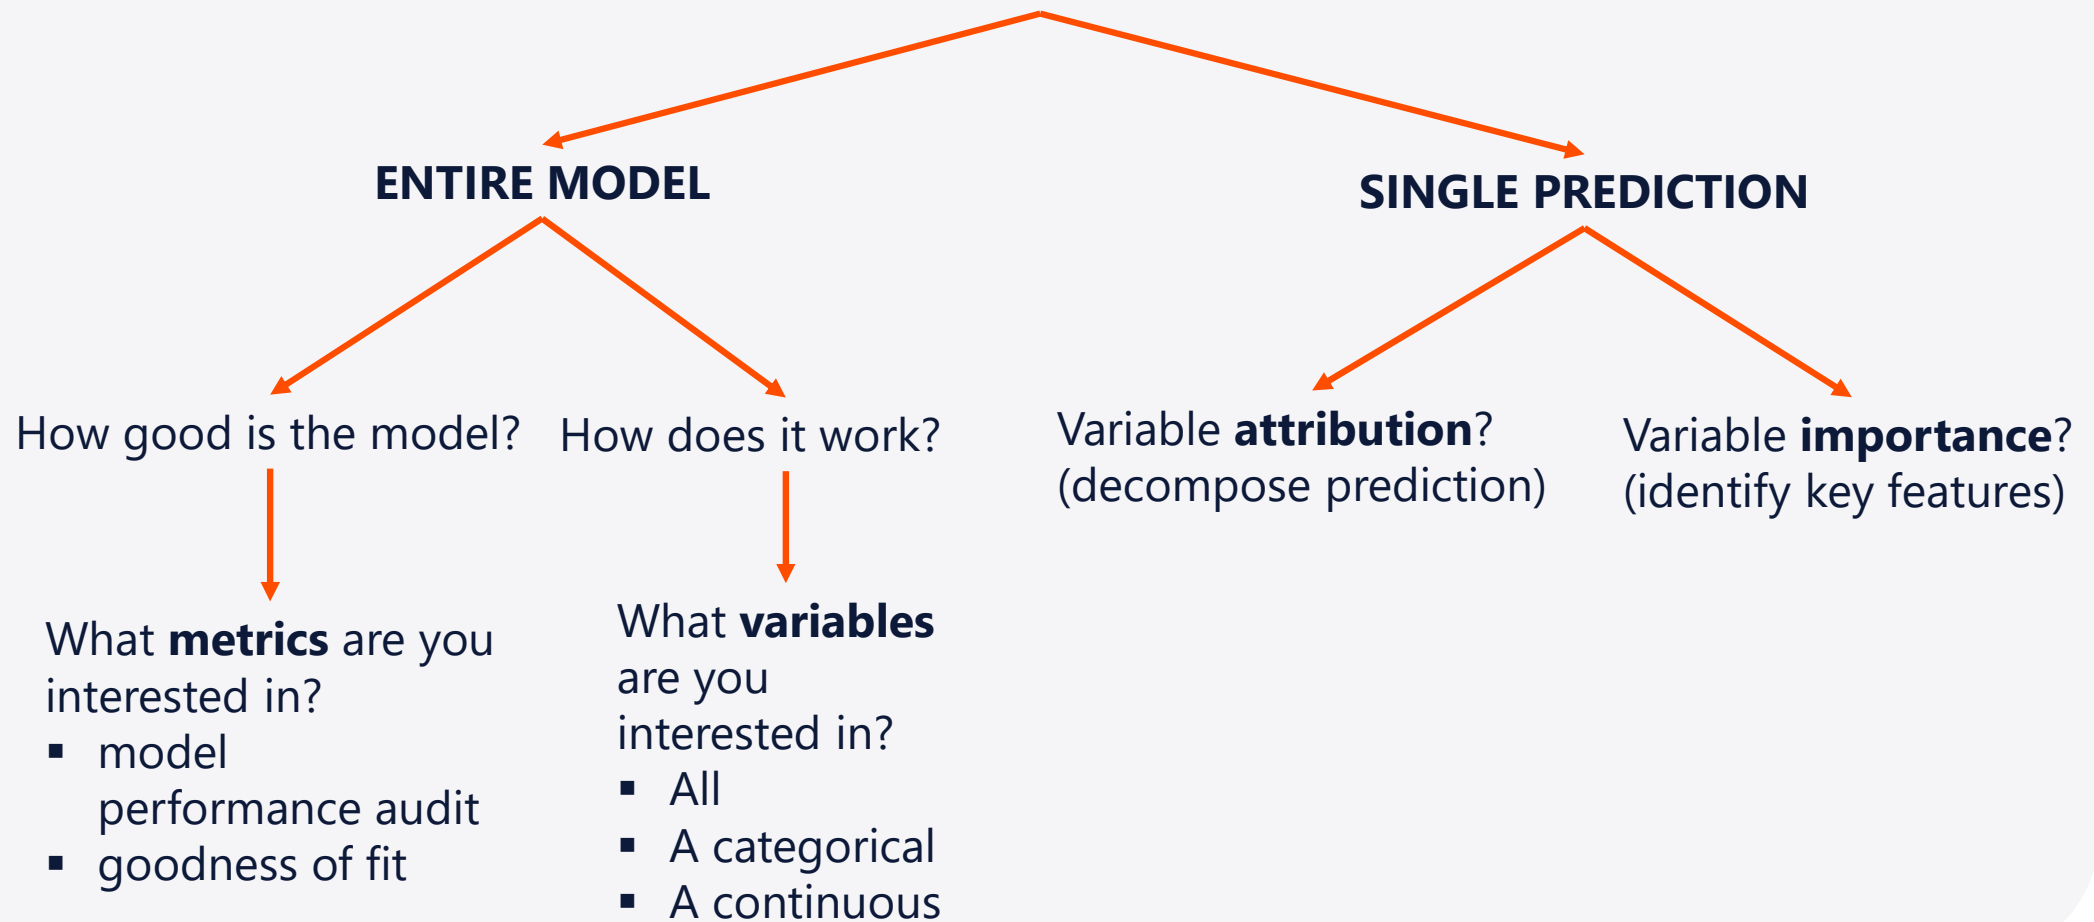 ENTIRE MODEL
SINGLE PREDICTION
How good is the model?
How does it work?
Variable attribution?
(decompose prediction)
Variable importance?
(identify key features)
What metrics are you
interested in?
▪ model
performance audit
▪ goodness of fit
What variables
are you
interested in?
▪ All
▪ A categorical
▪ A continuous